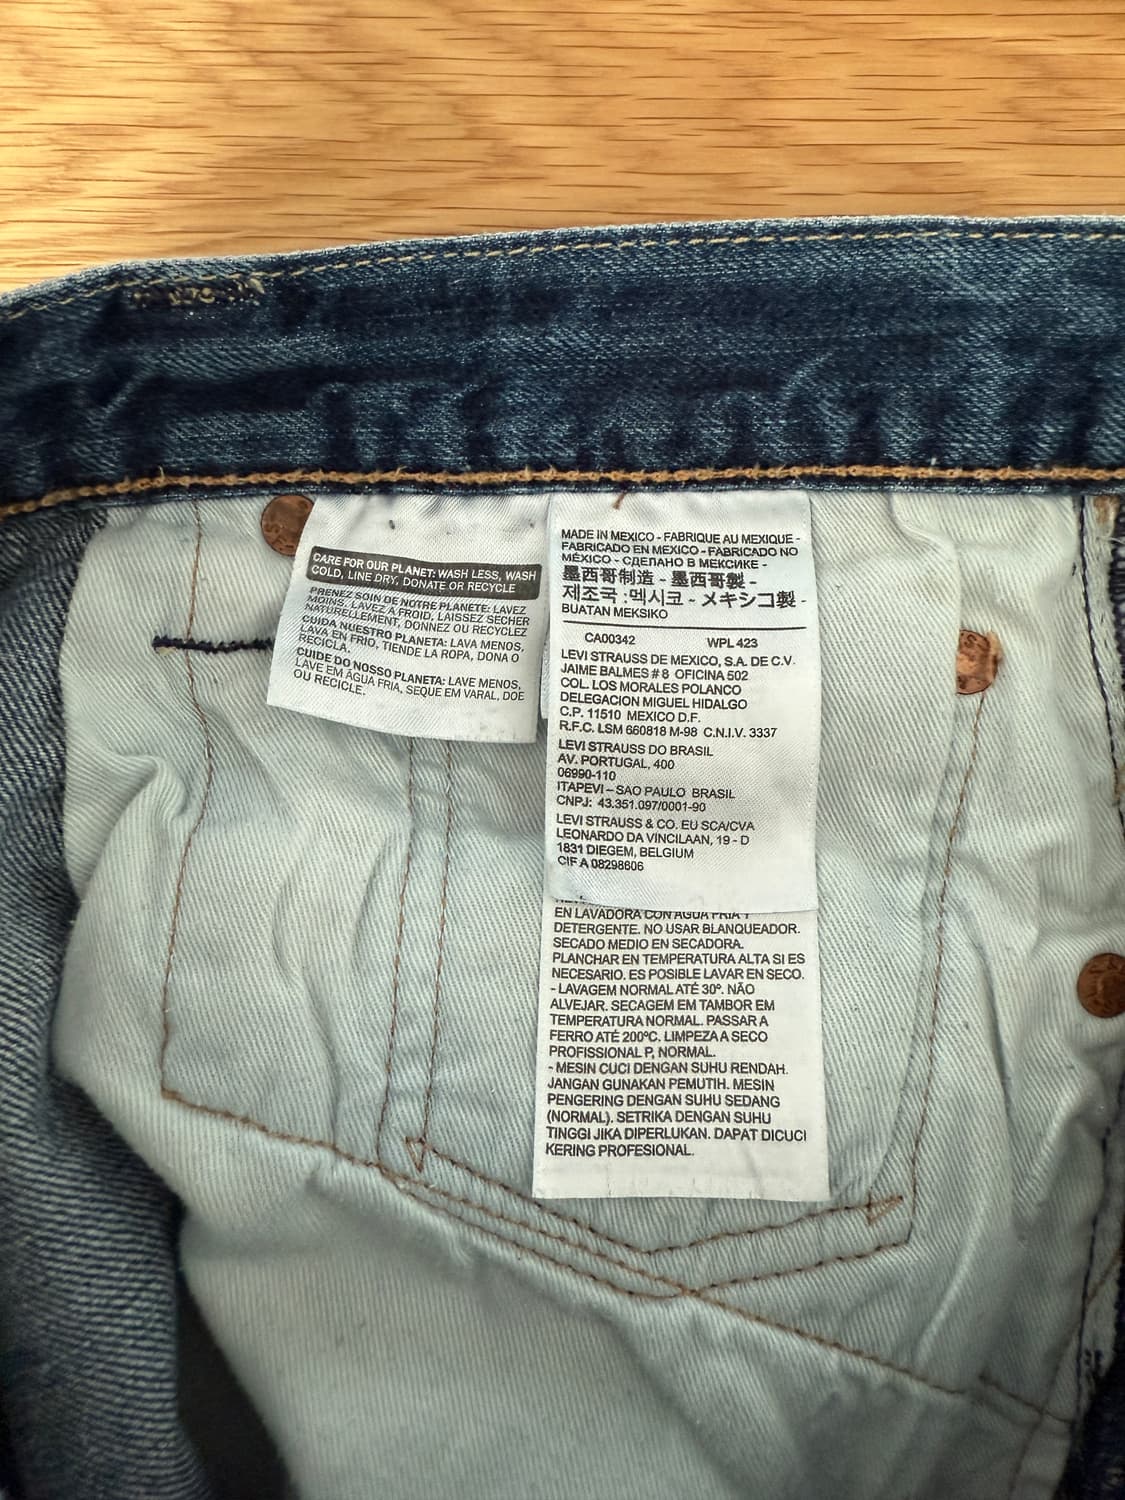 CARE FOR OUR PLANET: WASH LESS, WASH
COLD, LINE DRY, DONATE OR RECYCLE
PRENEZ SOIN DE NOTRE PLANETE: LAVEZ
MOINS, LAVEZ A FROID, LAISSEZ SÉCHER
NATURELLEMENT, DONNEZ OU RECYCLEZ
CUIDA NUESTRO PLANETA: LAVA MENOS,
LAVA EN FRIO, TIENDE LA ROPA, DONA O
RECICLA.
CUIDE DO NOSSO PLANETA: LAVE MENOS,
LAVE EM ÁGUA FRIA, SEQUE EM VARAL, DOE
OU RECICLE.
MADE IN MEXICO - FABRIQUE AU MEXIQUE -
FABRICADO EN MEXICO - FABRICADO NO
MÉXICO - СДЕЛАНО В МЕКСИКЕ -
墨西哥制造 - 墨西哥製 -
제조국 :멕시코 - メキシコ製 -
BUATAN MEKSIKO
CA00342 WPL 423
LEVI STRAUSS DE MEXICO, S.A. DE C.V.
JAIME BALMES # 8 OFICINA 502
COL. LOS MORALES POLANCO
DELEGACION MIGUEL HIDALGO
C.P. 11510 MEXICO D.F.
R.F.C. LSM 660818 M-98 C.N.I.V. 3337
LEVI STRAUSS DO BRASIL
AV. PORTUGAL, 400
06990-110
ITAPEVI – SAO PAULO BRASIL
CNPJ: 43.351.097/0001-90
LEVI STRAUSS & CO. EU SCA/CVA
LEONARDO DA VINCILAAN, 19 - D
1831 DIEGEM, BELGIUM
CIF A 08298606
EN LAVADORA CON AGUA FRIA Y
DETERGENTE. NO USAR BLANQUEADOR.
SECADO MEDIO EN SECADORA.
PLANCHAR EN TEMPERATURA ALTA SI ES
NECESARIO. ES POSIBLE LAVAR EN SECO.
- LAVAGEM NORMAL ATÉ 30º. NÃO
ALVEJAR. SECAGEM EM TAMBOR EM
TEMPERATURA NORMAL. PASSAR A
FERRO ATÉ 200ºC. LIMPEZA A SECO
PROFISSIONAL P, NORMAL.
- MESIN CUCI DENGAN SUHU RENDAH.
JANGAN GUNAKAN PEMUTIH. MESIN
PENGERING DENGAN SUHU SEDANG
(NORMAL). SETRIKA DENGAN SUHU
TINGGI JIKA DIPERLUKAN. DAPAT DICUCI
KERING PROFESIONAL.